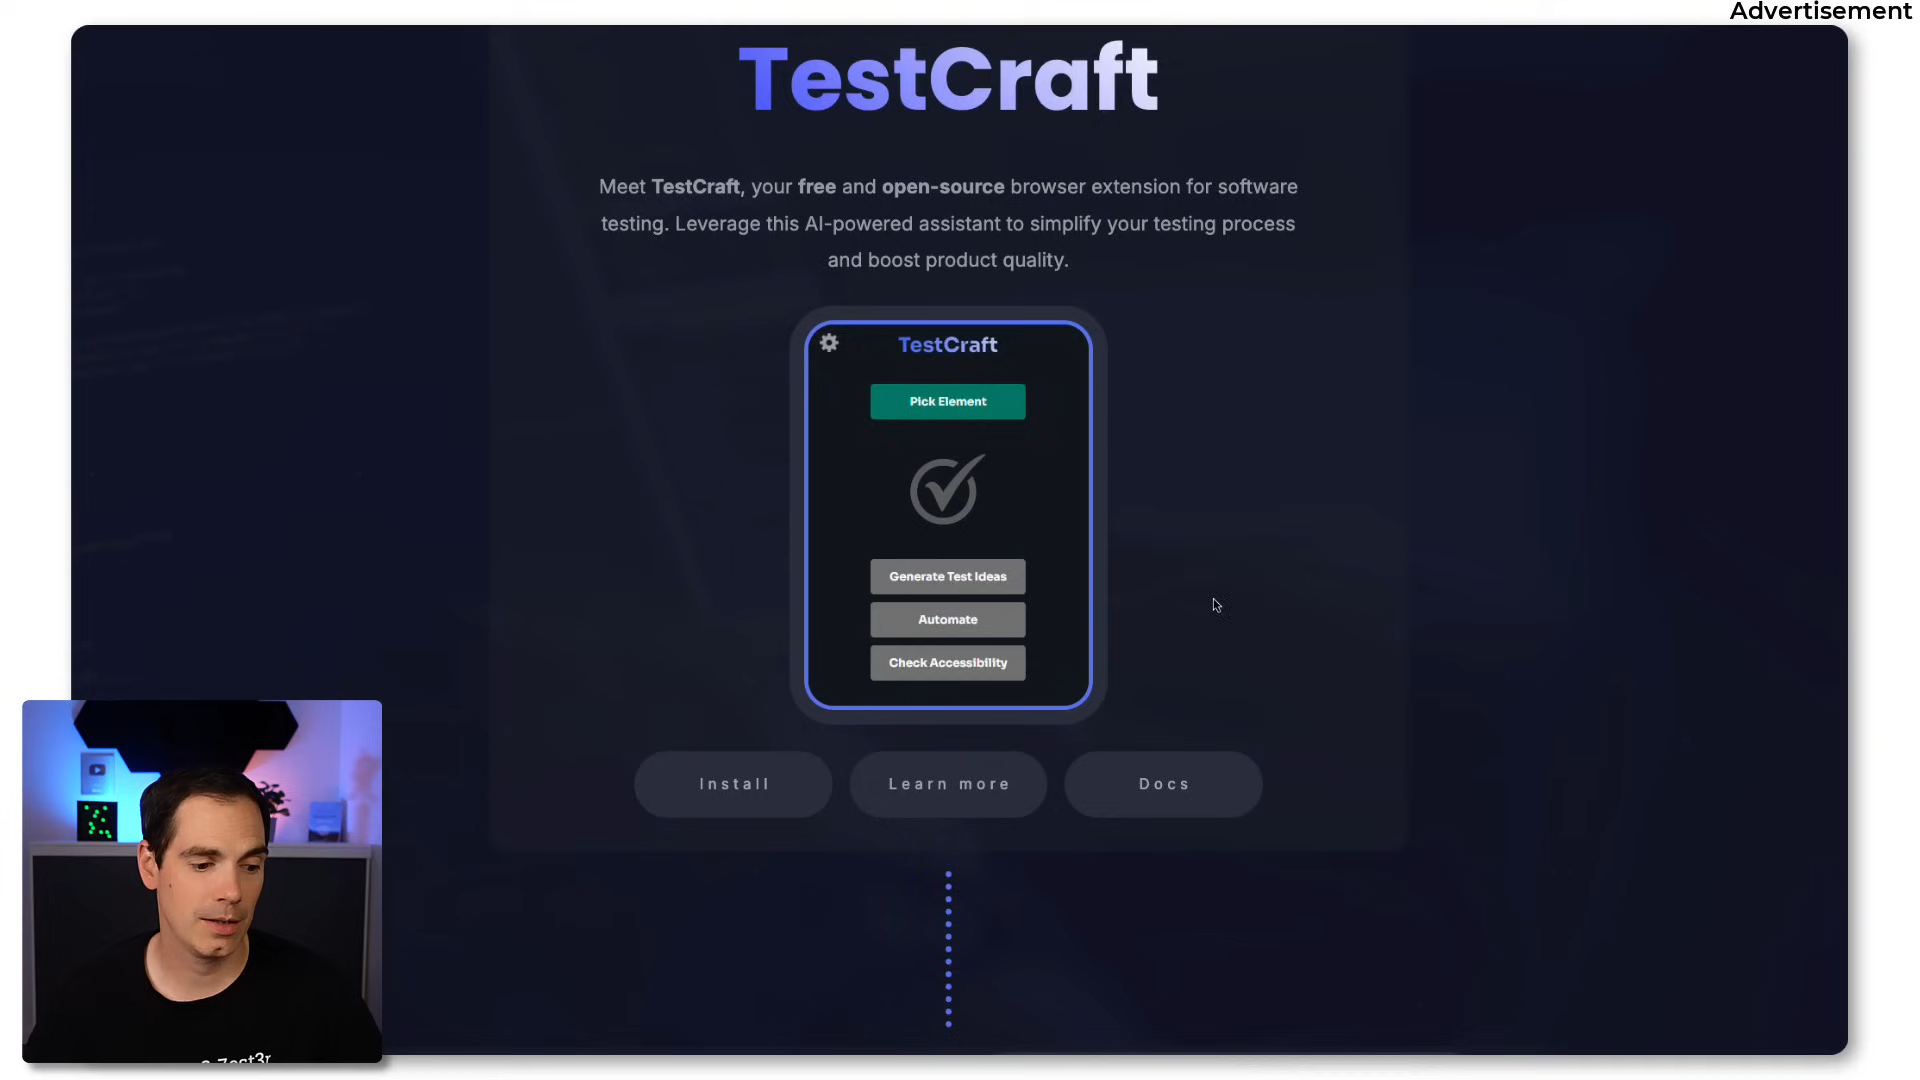 Advertisement
TestCraft
Meet TestCraft, your free and open-source browser extension for software
testing. Leverage this AI-powered assistant to simplify your testing process
and boost product quality.
TestCraft
Pick Element
Generate Test Ideas
Automate
Check Accessibility
Install
Learn more
Docs